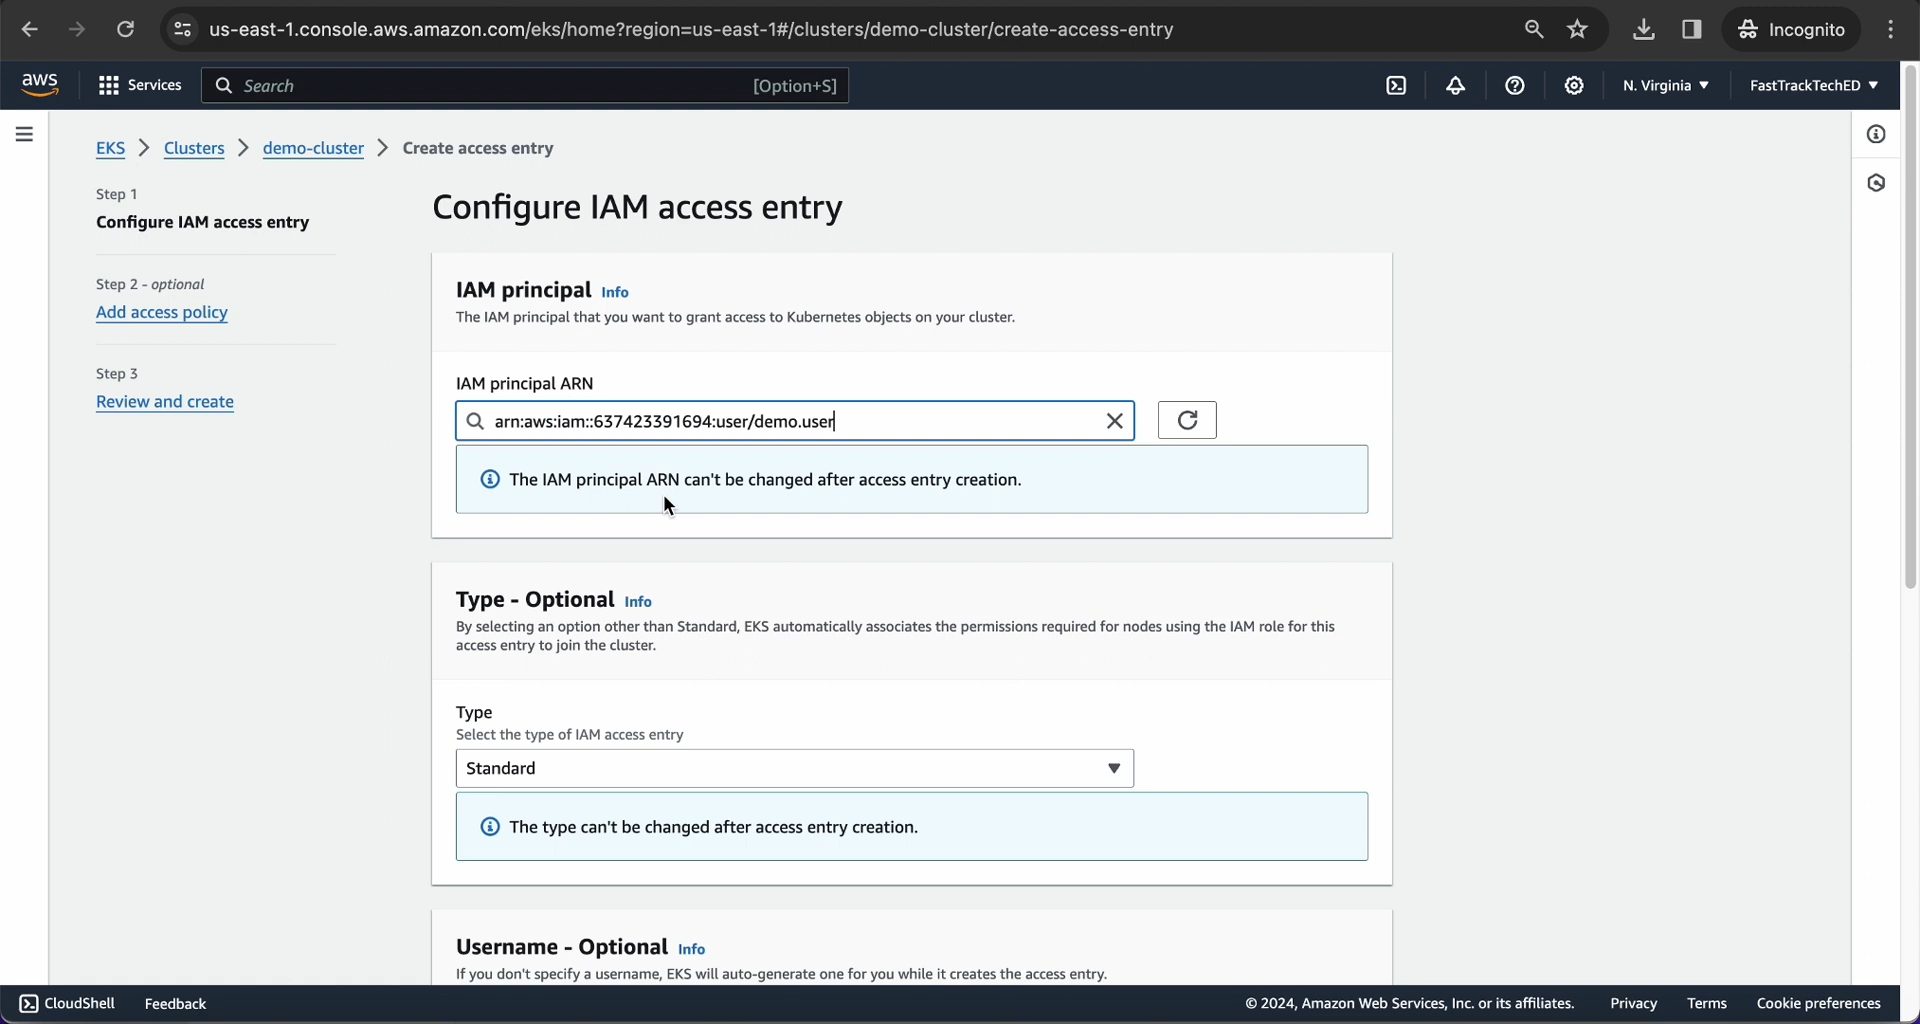 us-east-1.console.aws.amazon.com/eks/home?region=us-east-1#/clusters/demo-cluster/create-access-entry
Incognito
aws
Services
Search
[Option+S]
N. Virginia
FastTrackTechED
EKS
Clusters
demo-cluster
Create access entry
Step 1
Configure IAM access entry
Step 2 - optional
Add access policy
Step 3
Review and create
Configure IAM access entry
IAM principal Info
The IAM principal that you want to grant access to Kubernetes objects on your cluster.
IAM principal ARN
arn:aws:iam::637423391694:user/demo.user
The IAM principal ARN can't be changed after access entry creation.
Type - Optional Info
By selecting an option other than Standard, EKS automatically associates the permissions required for nodes using the IAM role for this
access entry to join the cluster.
Type
Select the type of IAM access entry
Standard
The type can't be changed after access entry creation.
Username - Optional Info
If you don't specify a username, EKS will auto-generate one for you while it creates the access entry.
CloudShell
Feedback
© 2024, Amazon Web Services, Inc. or its affiliates.
Privacy
Terms
Cookie preferences